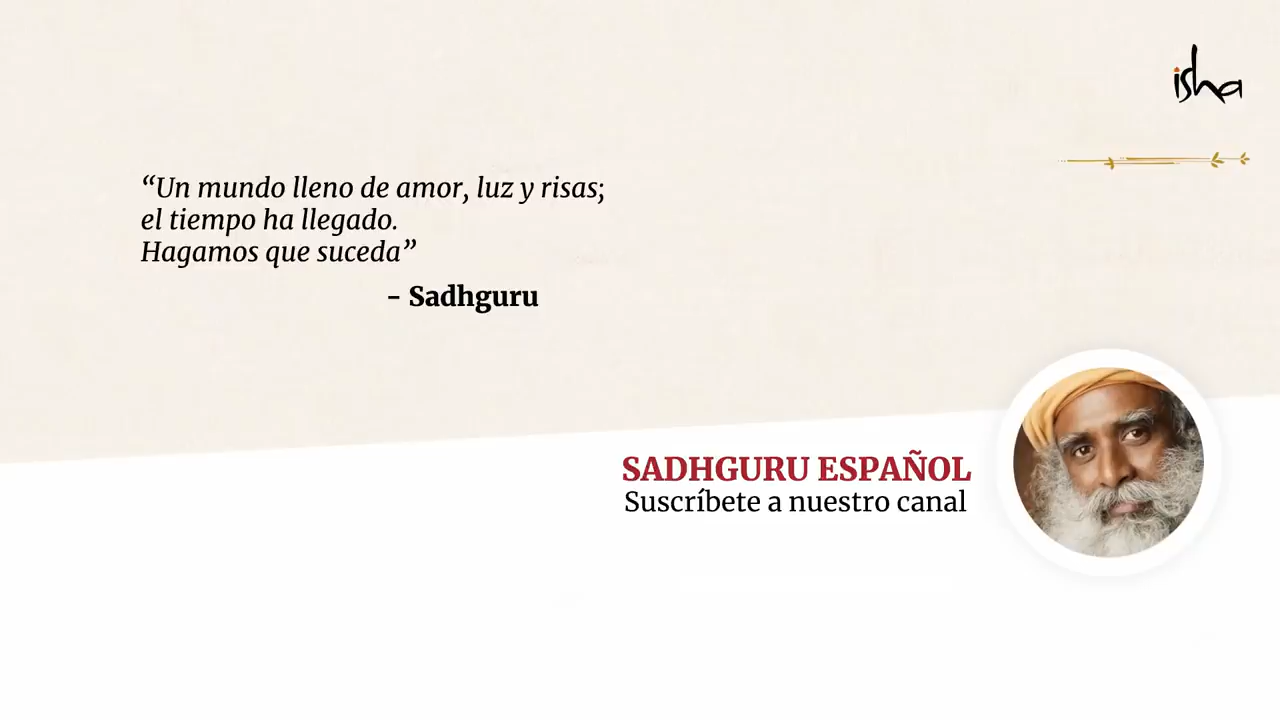 isha
“Un mundo lleno de amor, luz y risas;
el tiempo ha llegado.
Hagamos que suceda”
- Sadhguru
SADHGURU ESPAÑOL
Suscríbete a nuestro canal